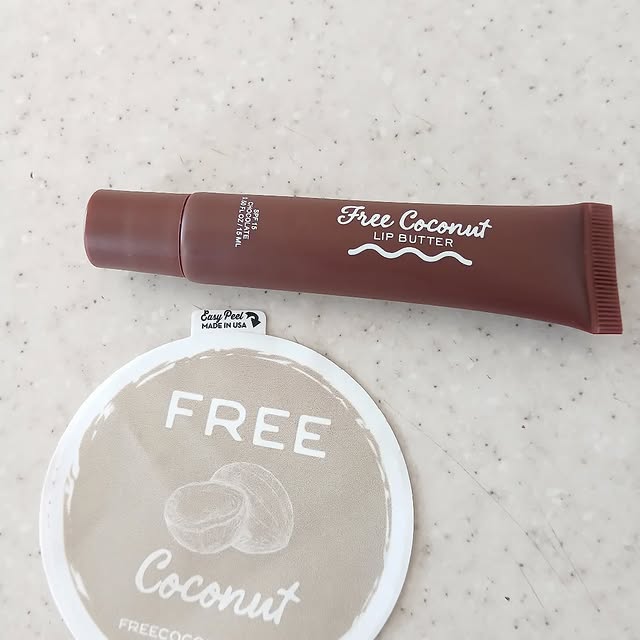 Free Coconut
LIP BUTTER
SPF 15
CHOCOLATE
Easy Peel
MADE IN USA
FREE
Coconut